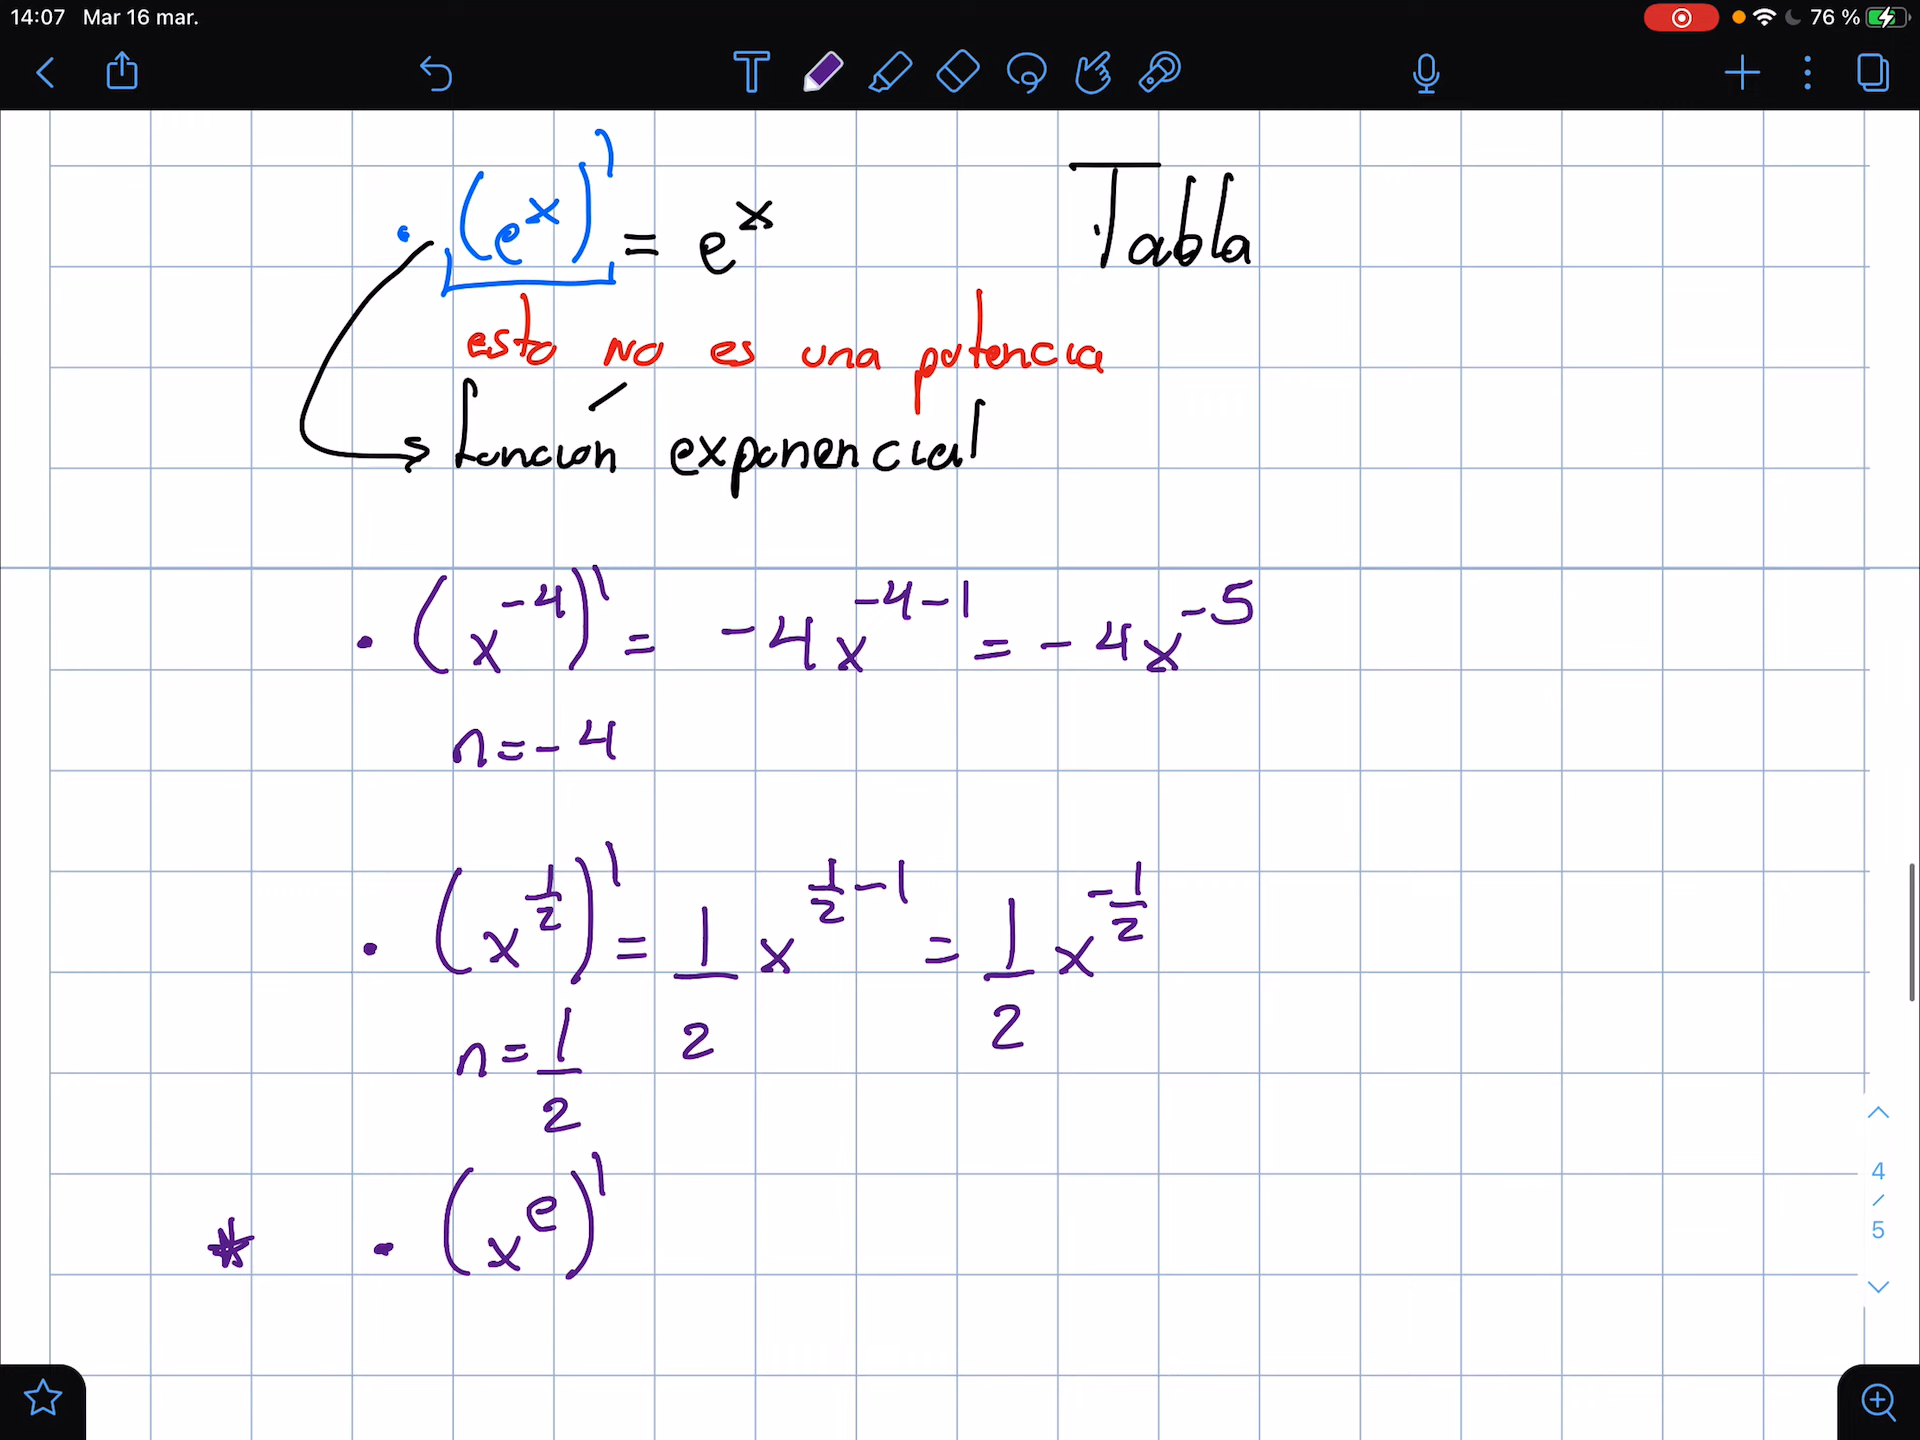 14:07 Mar 16 mar. 76 %
T
(e^x)' = e^x Tabla
esto no es una potencia
función exponencial
• (x^{-4})' = -4x^{-4-1} = -4x^{-5}
n = -4
• (x^{1/2})' = 1/2 x^{1/2-1} = 1/2 x^{-1/2}
n = 1/2
* • (x^e)'
4
/
5